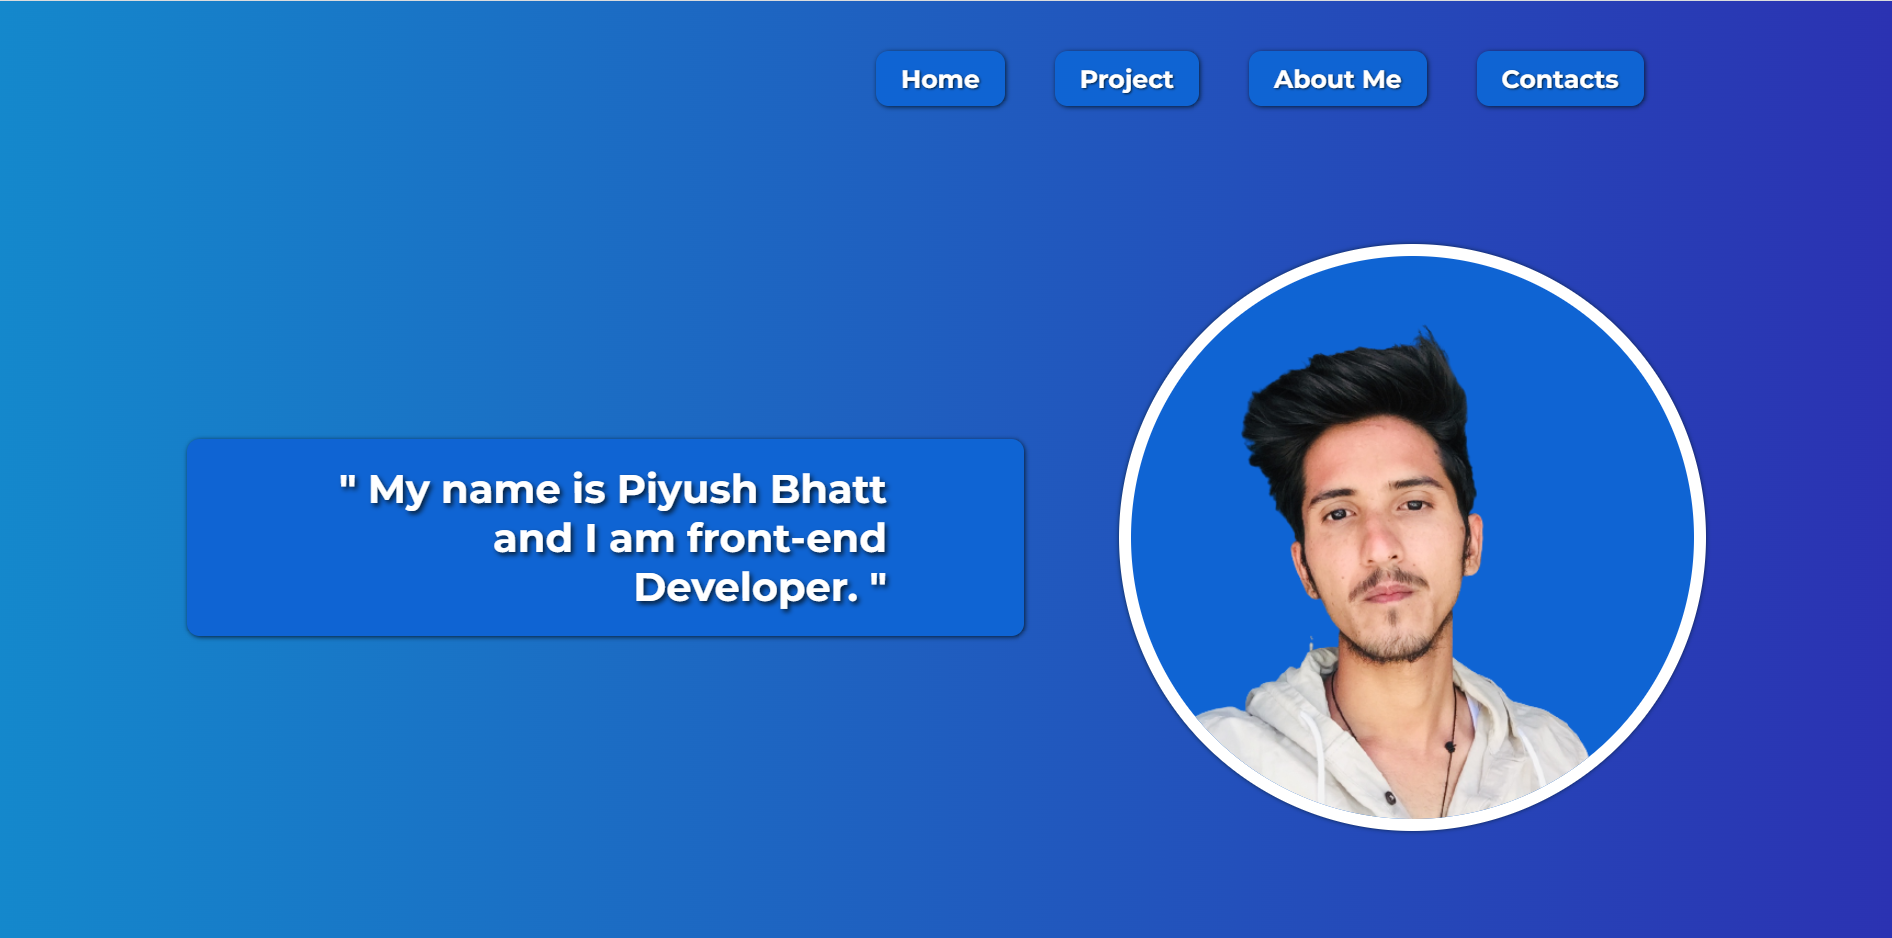 Home Project About Me Contacts
" My name is Piyush Bhatt
and I am front-end
Developer. "